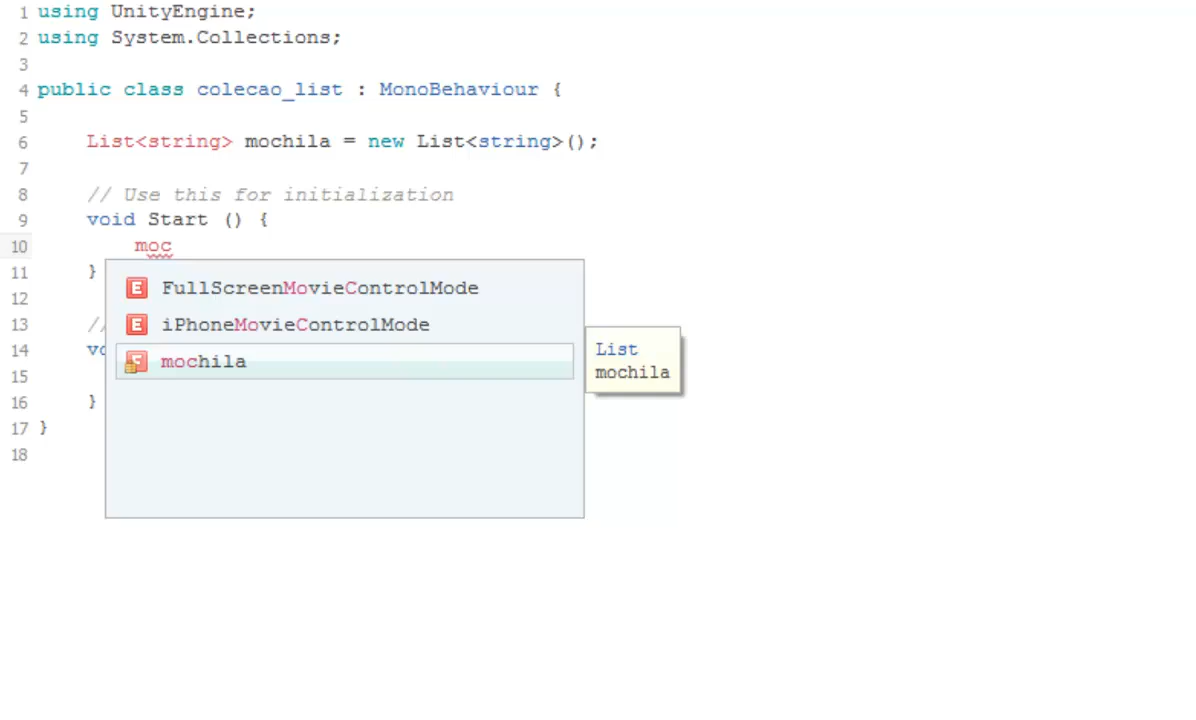 1 using UnityEngine;
2 using System.Collections;
3
4 public class colecao_list : MonoBehaviour {
5
6 List<string> mochila = new List<string>();
7
8 // Use this for initialization
9 void Start () {
10 moc
11 }
FullScreenMovieControlMode
12
13 //
iPhoneMovieControlMode
14 vo
List
mochila
mochila
15
16 }
17 }
18